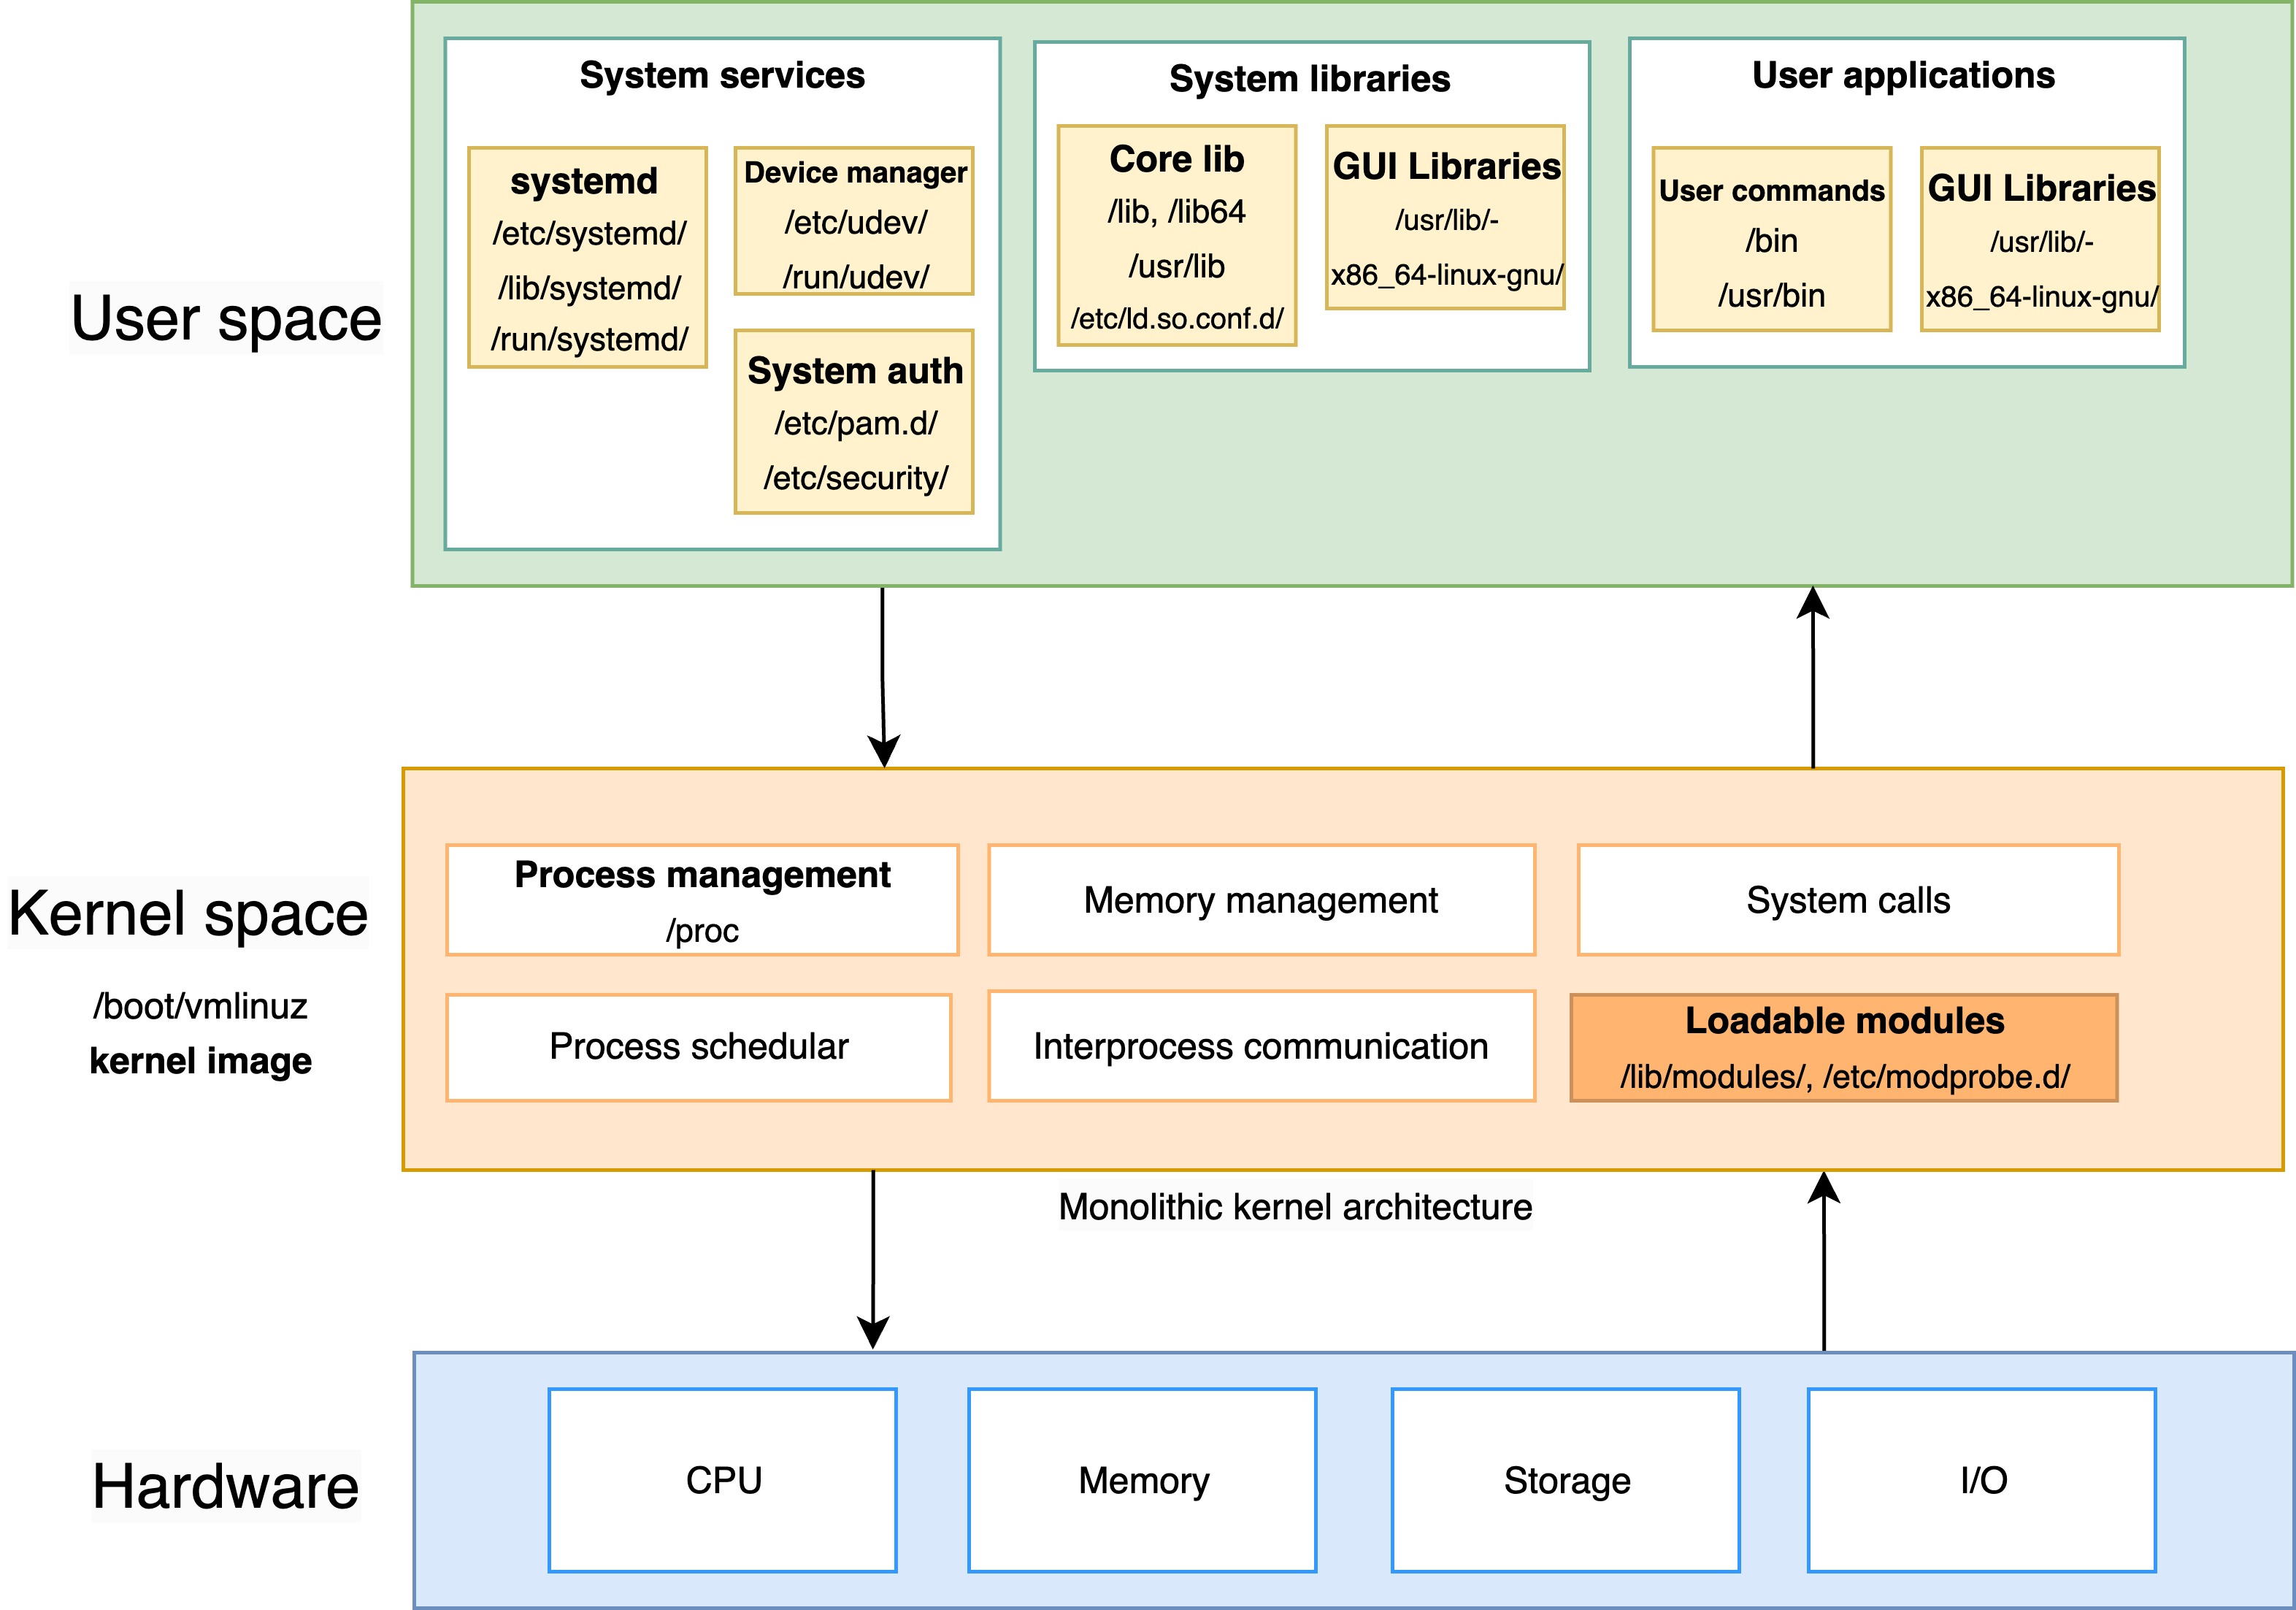 User space
System services
systemd
/etc/systemd/
/lib/systemd/
/run/systemd/
Device manager
/etc/udev/
/run/udev/
System auth
/etc/pam.d/
/etc/security/
System libraries
Core lib
/lib, /lib64
/usr/lib
/etc/ld.so.conf.d/
GUI Libraries
/usr/lib/-
x86_64-linux-gnu/
User applications
User commands
/bin
/usr/bin
GUI Libraries
/usr/lib/-
x86_64-linux-gnu/
Kernel space
/boot/vmlinuz
kernel image
Process management
/proc
Memory management
System calls
Process schedular
Interprocess communication
Loadable modules
/lib/modules/, /etc/modprobe.d/
Monolithic kernel architecture
Hardware
CPU
Memory
Storage
I/O